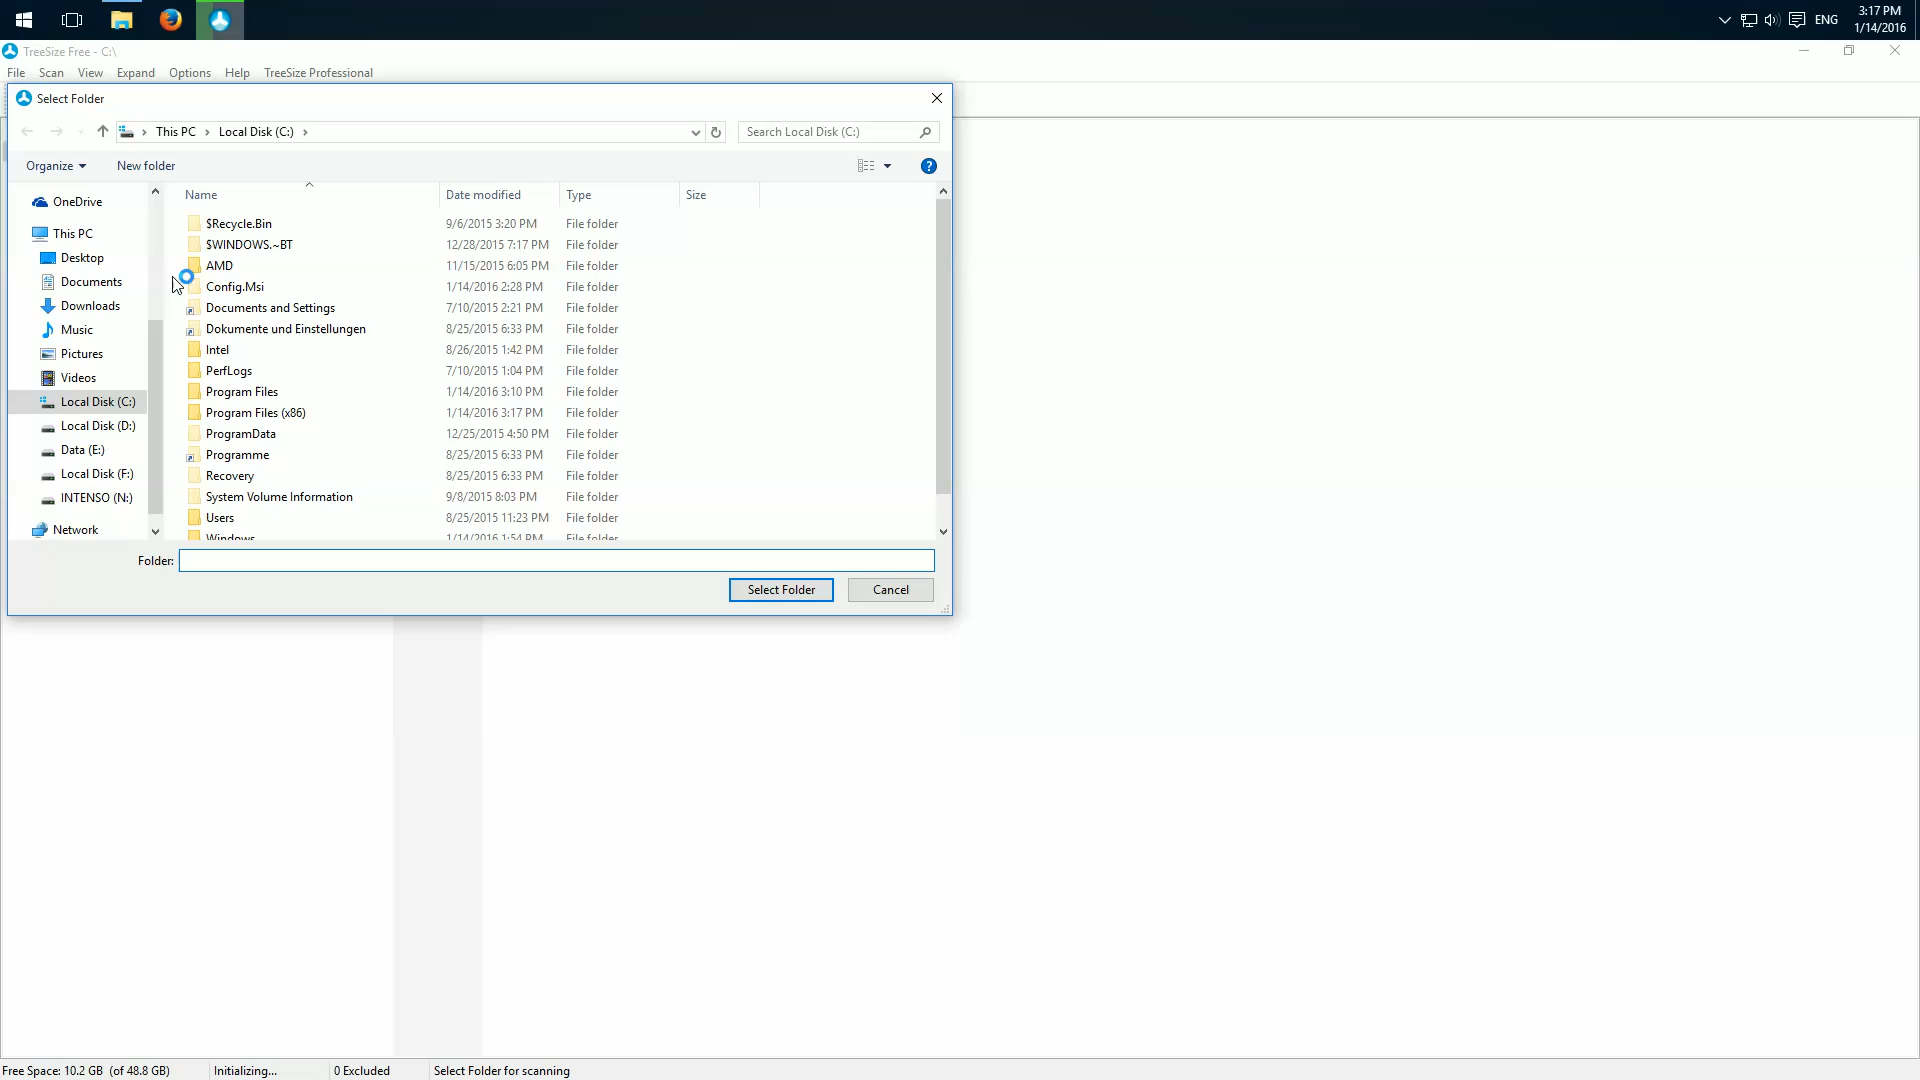 3:17 PM
ENG
1/14/2016
TreeSize Free - C:\
File Scan View Expand Options Help TreeSize Professional
Select Folder
This PC Local Disk (C:)
Search Local Disk (C:)
Organize New folder
?
OneDrive
This PC
Desktop
Documents
Downloads
Music
Pictures
Videos
Local Disk (C:)
Local Disk (D:)
Data (E:)
Local Disk (F:)
INTENSO (N:)
Network
Name Date modified Type Size
$Recycle.Bin 9/6/2015 3:20 PM File folder
$WINDOWS.~BT 12/28/2015 7:17 PM File folder
AMD 11/15/2015 6:05 PM File folder
Config.Msi 1/14/2016 2:28 PM File folder
Documents and Settings 7/10/2015 2:21 PM File folder
Dokumente und Einstellungen 8/25/2015 6:33 PM File folder
Intel 8/26/2015 1:42 PM File folder
PerfLogs 7/10/2015 1:04 PM File folder
Program Files 1/14/2016 3:10 PM File folder
Program Files (x86) 1/14/2016 3:17 PM File folder
ProgramData 12/25/2015 4:50 PM File folder
Programme 8/25/2015 6:33 PM File folder
Recovery 8/25/2015 6:33 PM File folder
System Volume Information 9/8/2015 8:03 PM File folder
Users 8/25/2015 11:23 PM File folder
Windows 1/14/2016 1:54 PM File folder
Folder:
Select Folder Cancel
Free Space: 10.2 GB (of 48.8 GB) Initializing... 0 Excluded Select Folder for scanning